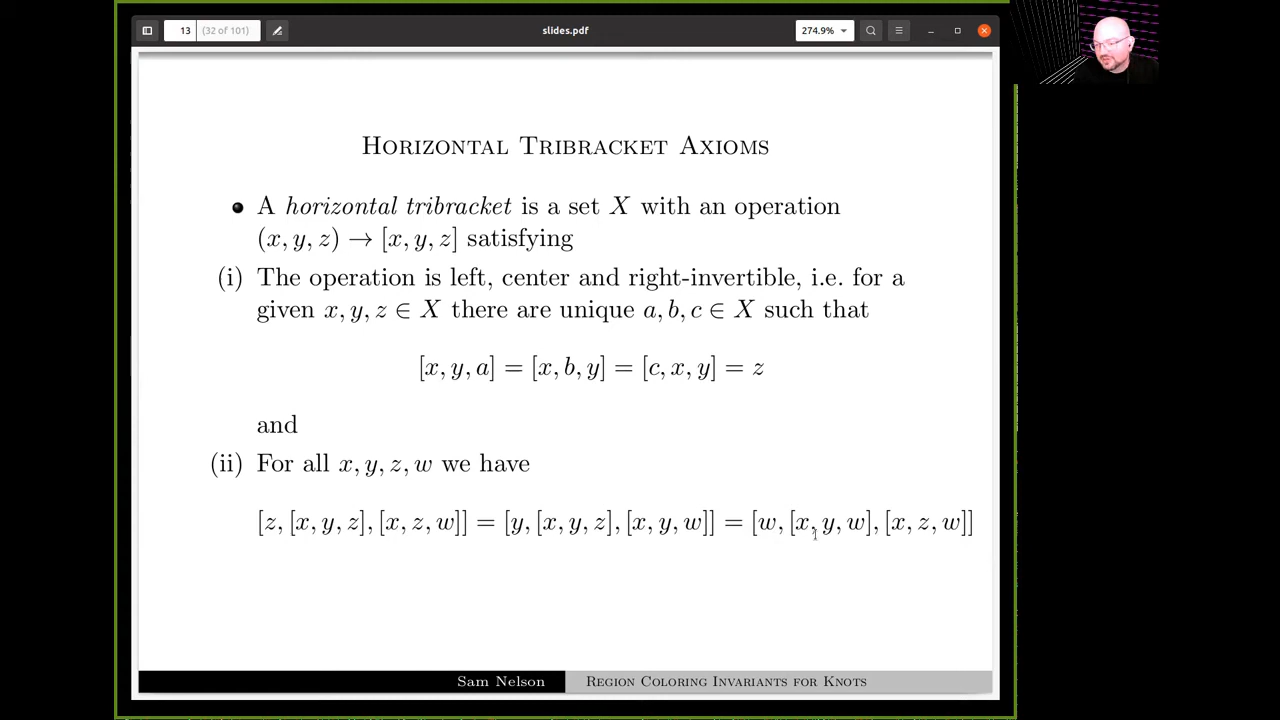 13 (32 of 101) slides.pdf 274.9%
Horizontal Tribracket Axioms
A horizontal tribracket is a set X with an operation
(x, y, z) → [x, y, z] satisfying
(i) The operation is left, center and right-invertible, i.e. for a
given x, y, z ∈ X there are unique a, b, c ∈ X such that
[x, y, a] = [x, b, y] = [c, x, y] = z
and
(ii) For all x, y, z, w we have
[z, [x, y, z], [x, z, w]] = [y, [x, y, z], [x, y, w]] = [w, [x, y, w], [x, z, w]]
Sam Nelson Region Coloring Invariants for Knots